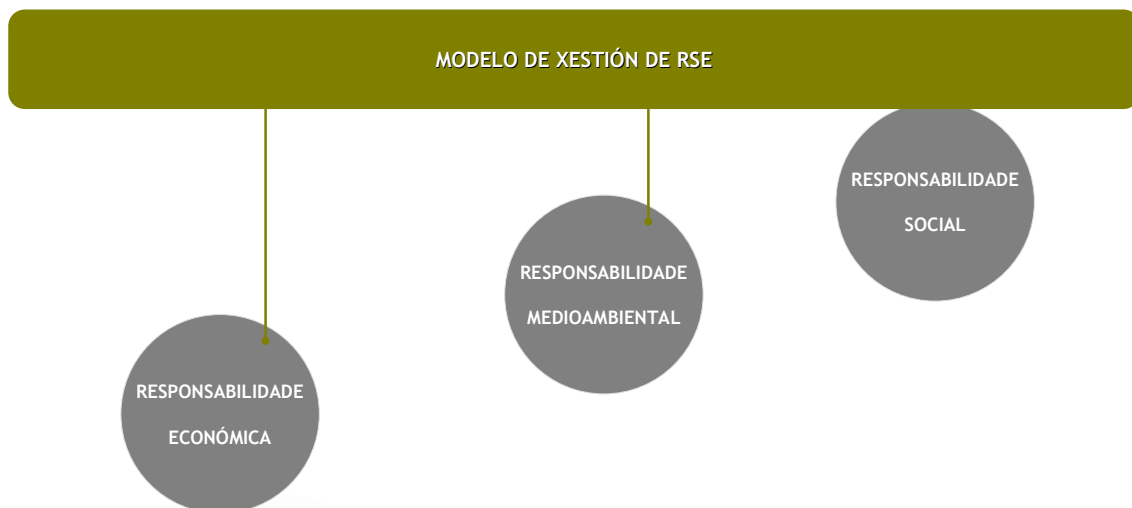 MODELO DE XESTIÓN DE RSE
RESPONSABILIDADE
SOCIAL
RESPONSABILIDADE
MEDIOAMBIENTAL
RESPONSABILIDADE
ECONÓMICA